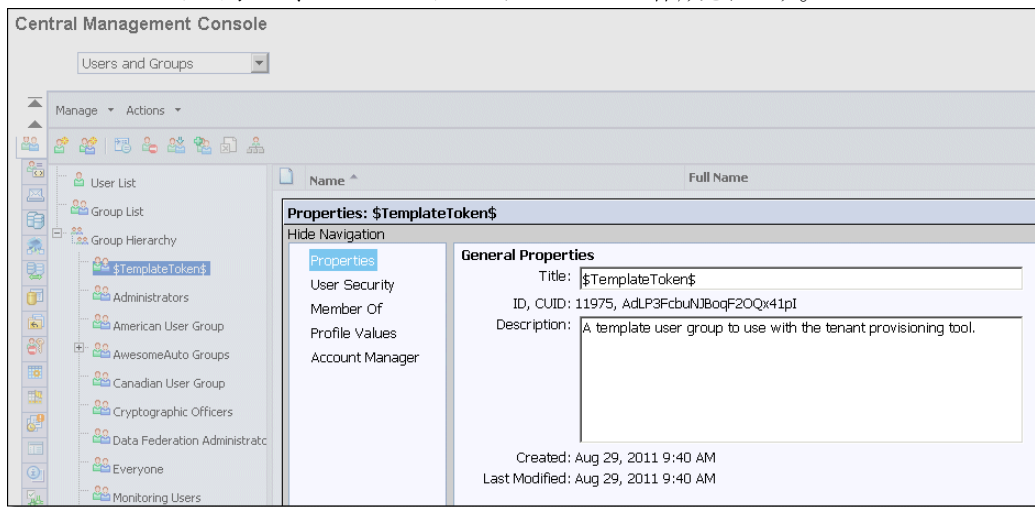 Central Management Console
Users and Groups
Manage Actions
Name Full Name
User List
Group List
Group Hierarchy
$TemplateToken$
Administrators
American User Group
AwesomeAuto Groups
Canadian User Group
Cryptographic Officers
Data Federation Administratc
Everyone
Monitoring Users
Properties: $TemplateToken$
Hide Navigation
Properties
User Security
Member Of
Profile Values
Account Manager
General Properties
Title: $TemplateToken$
ID, CUID: 11975, AdLP3FcbuNJBoqF2OQx41pI
Description: A template user group to use with the tenant provisioning tool.
Created: Aug 29, 2011 9:40 AM
Last Modified: Aug 29, 2011 9:40 AM